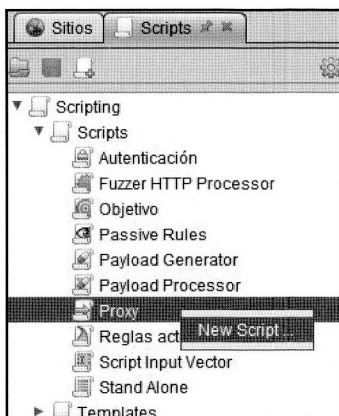 Sitios
Scripts
Scripting
Scripts
Autenticación
Fuzzer HTTP Processor
Objetivo
Passive Rules
Payload Generator
Payload Processor
Proxy
New Script ...
Reglas act
Script Input Vector
Stand Alone
Templates